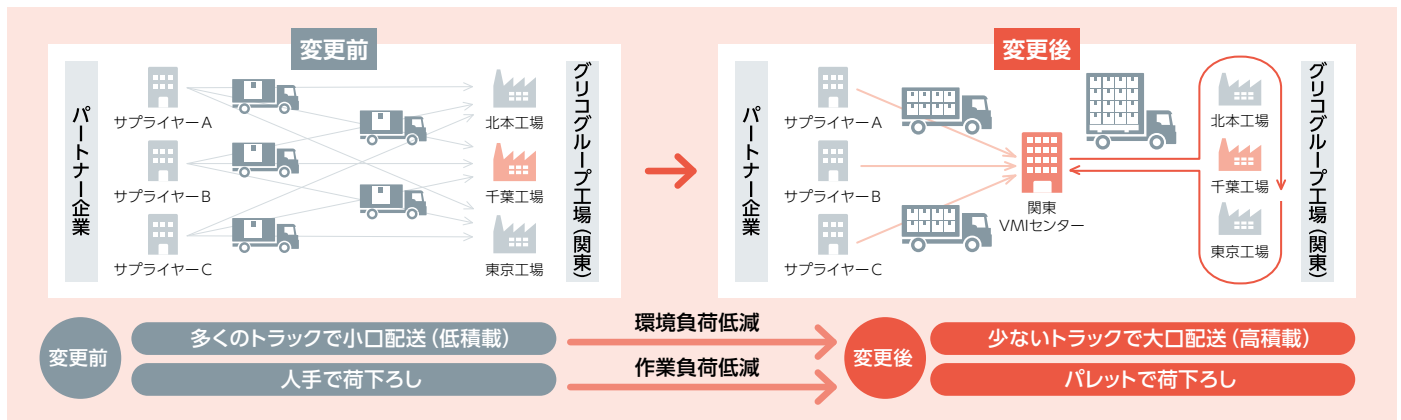 変更前
パートナー企業
サプライヤーA
サプライヤーB
サプライヤーC
北本工場
千葉工場
東京工場
グリコグループ工場(関東)
変更後
パートナー企業
サプライヤーA
サプライヤーB
サプライヤーC
関東
VMIセンター
北本工場
千葉工場
東京工場
グリコグループ工場(関東)
変更前
多くのトラックで小口配送(低積載)
人手で荷下ろし
環境負荷低減
作業負荷低減
変更後
少ないトラックで大口配送(高積載)
パレットで荷下ろし